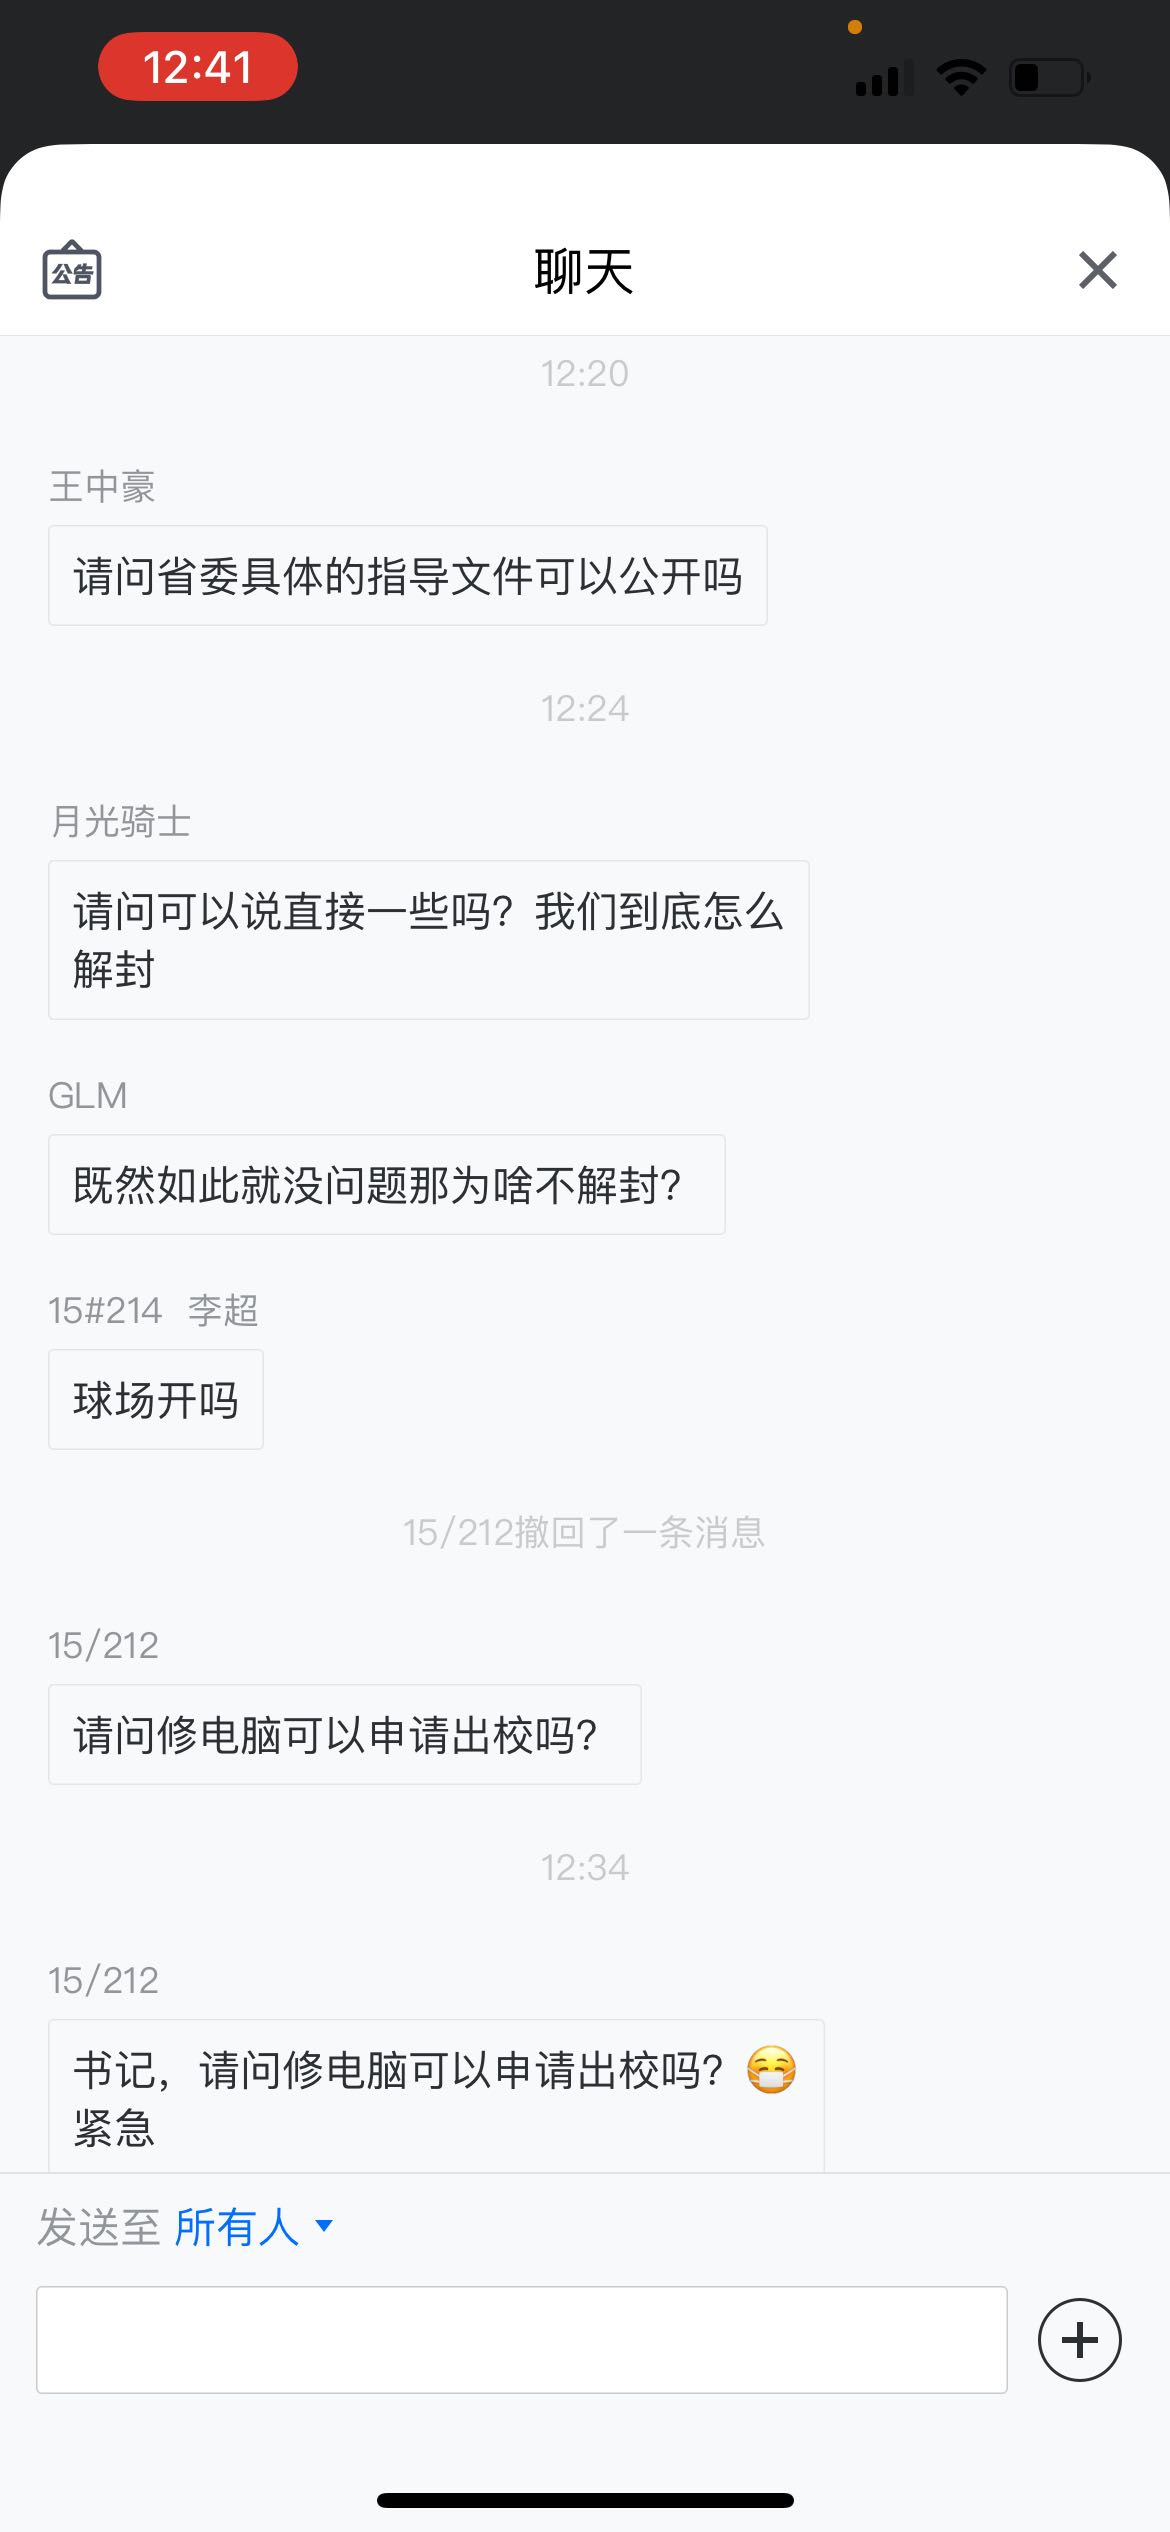 12:41
公告
聊天
12:20
王中豪
请问省委具体的指导文件可以公开吗
12:24
月光骑士
请问可以说直接一些吗？我们到底怎么
解封
GLM
既然如此就没问题那为啥不解封？
15#214 李超
球场开吗
15/212撤回了一条消息
15/212
请问修电脑可以申请出校吗？
12:34
15/212
书记，请问修电脑可以申请出校吗？😷
紧急
发送至 所有人